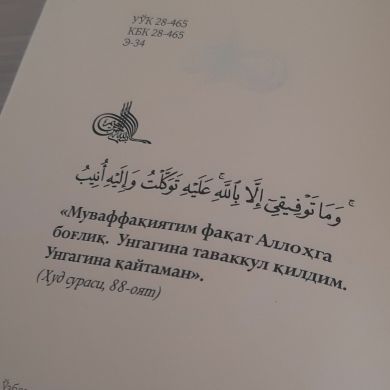 УЎК 28-465
КБК 28-465
Э-34
وَمَا تَوْفِيقِيٓ إِلَّا بِٱللَّهِۚ عَلَيْهِ تَوَكَّلْتُ وَإِلَيْهِ أُنِيبُ
«Муваффақиятим фақат Аллоҳга
боғлиқ. Унгагина таваккул қилдим.
Унгагина қайтаман».
(Ҳуд сураси, 88-оят)